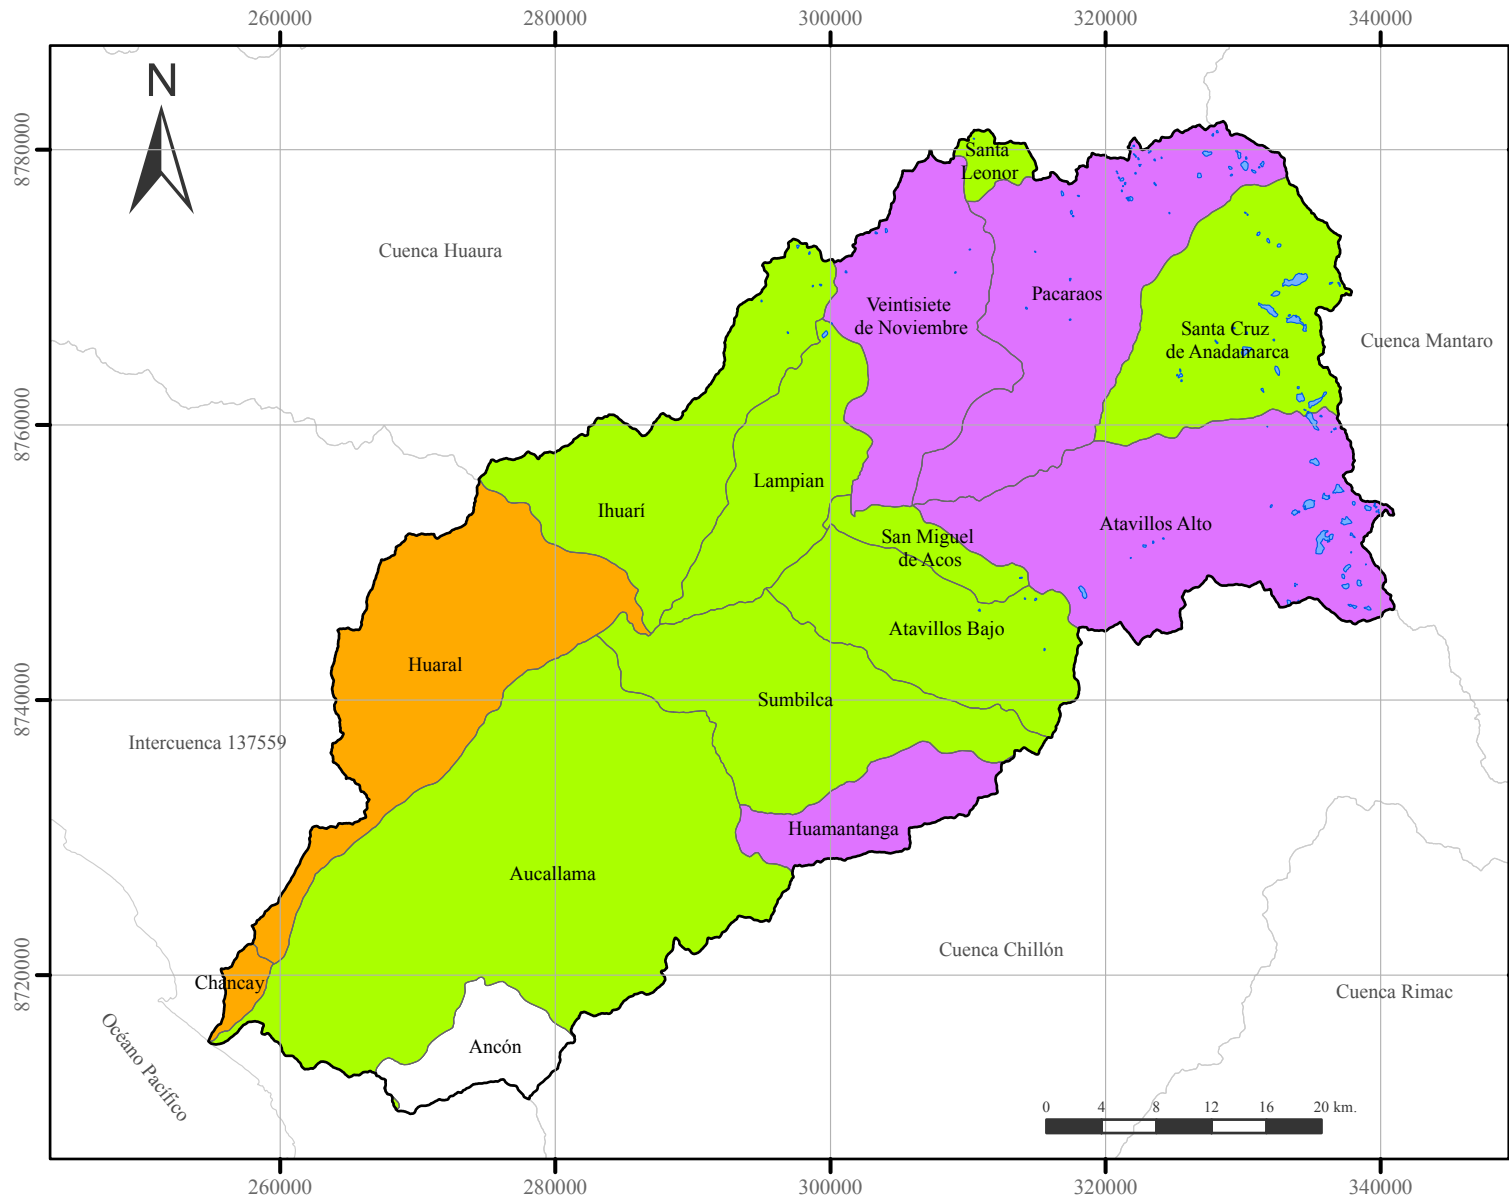 260000
280000
300000
320000
340000
N
8780000
Santa
Leonor
Cuenca Huaura
Veintisiete
de Noviembre
Pacaraos
Santa Cruz
de Anadamarca
Cuenca Mantaro
8760000
Lampian
Ihuarí
San Miguel
de Acos
Atavillos Alto
Atavillos Bajo
Huaral
Sumbilca
8740000
Intercuenca 137559
Huamantanga
Aucallama
Cuenca Chillón
8720000
Chancay
Cuenca Rimac
Océano Pacífico
Ancón
0 4 8 12 16 20 km.
260000
280000
300000
320000
340000